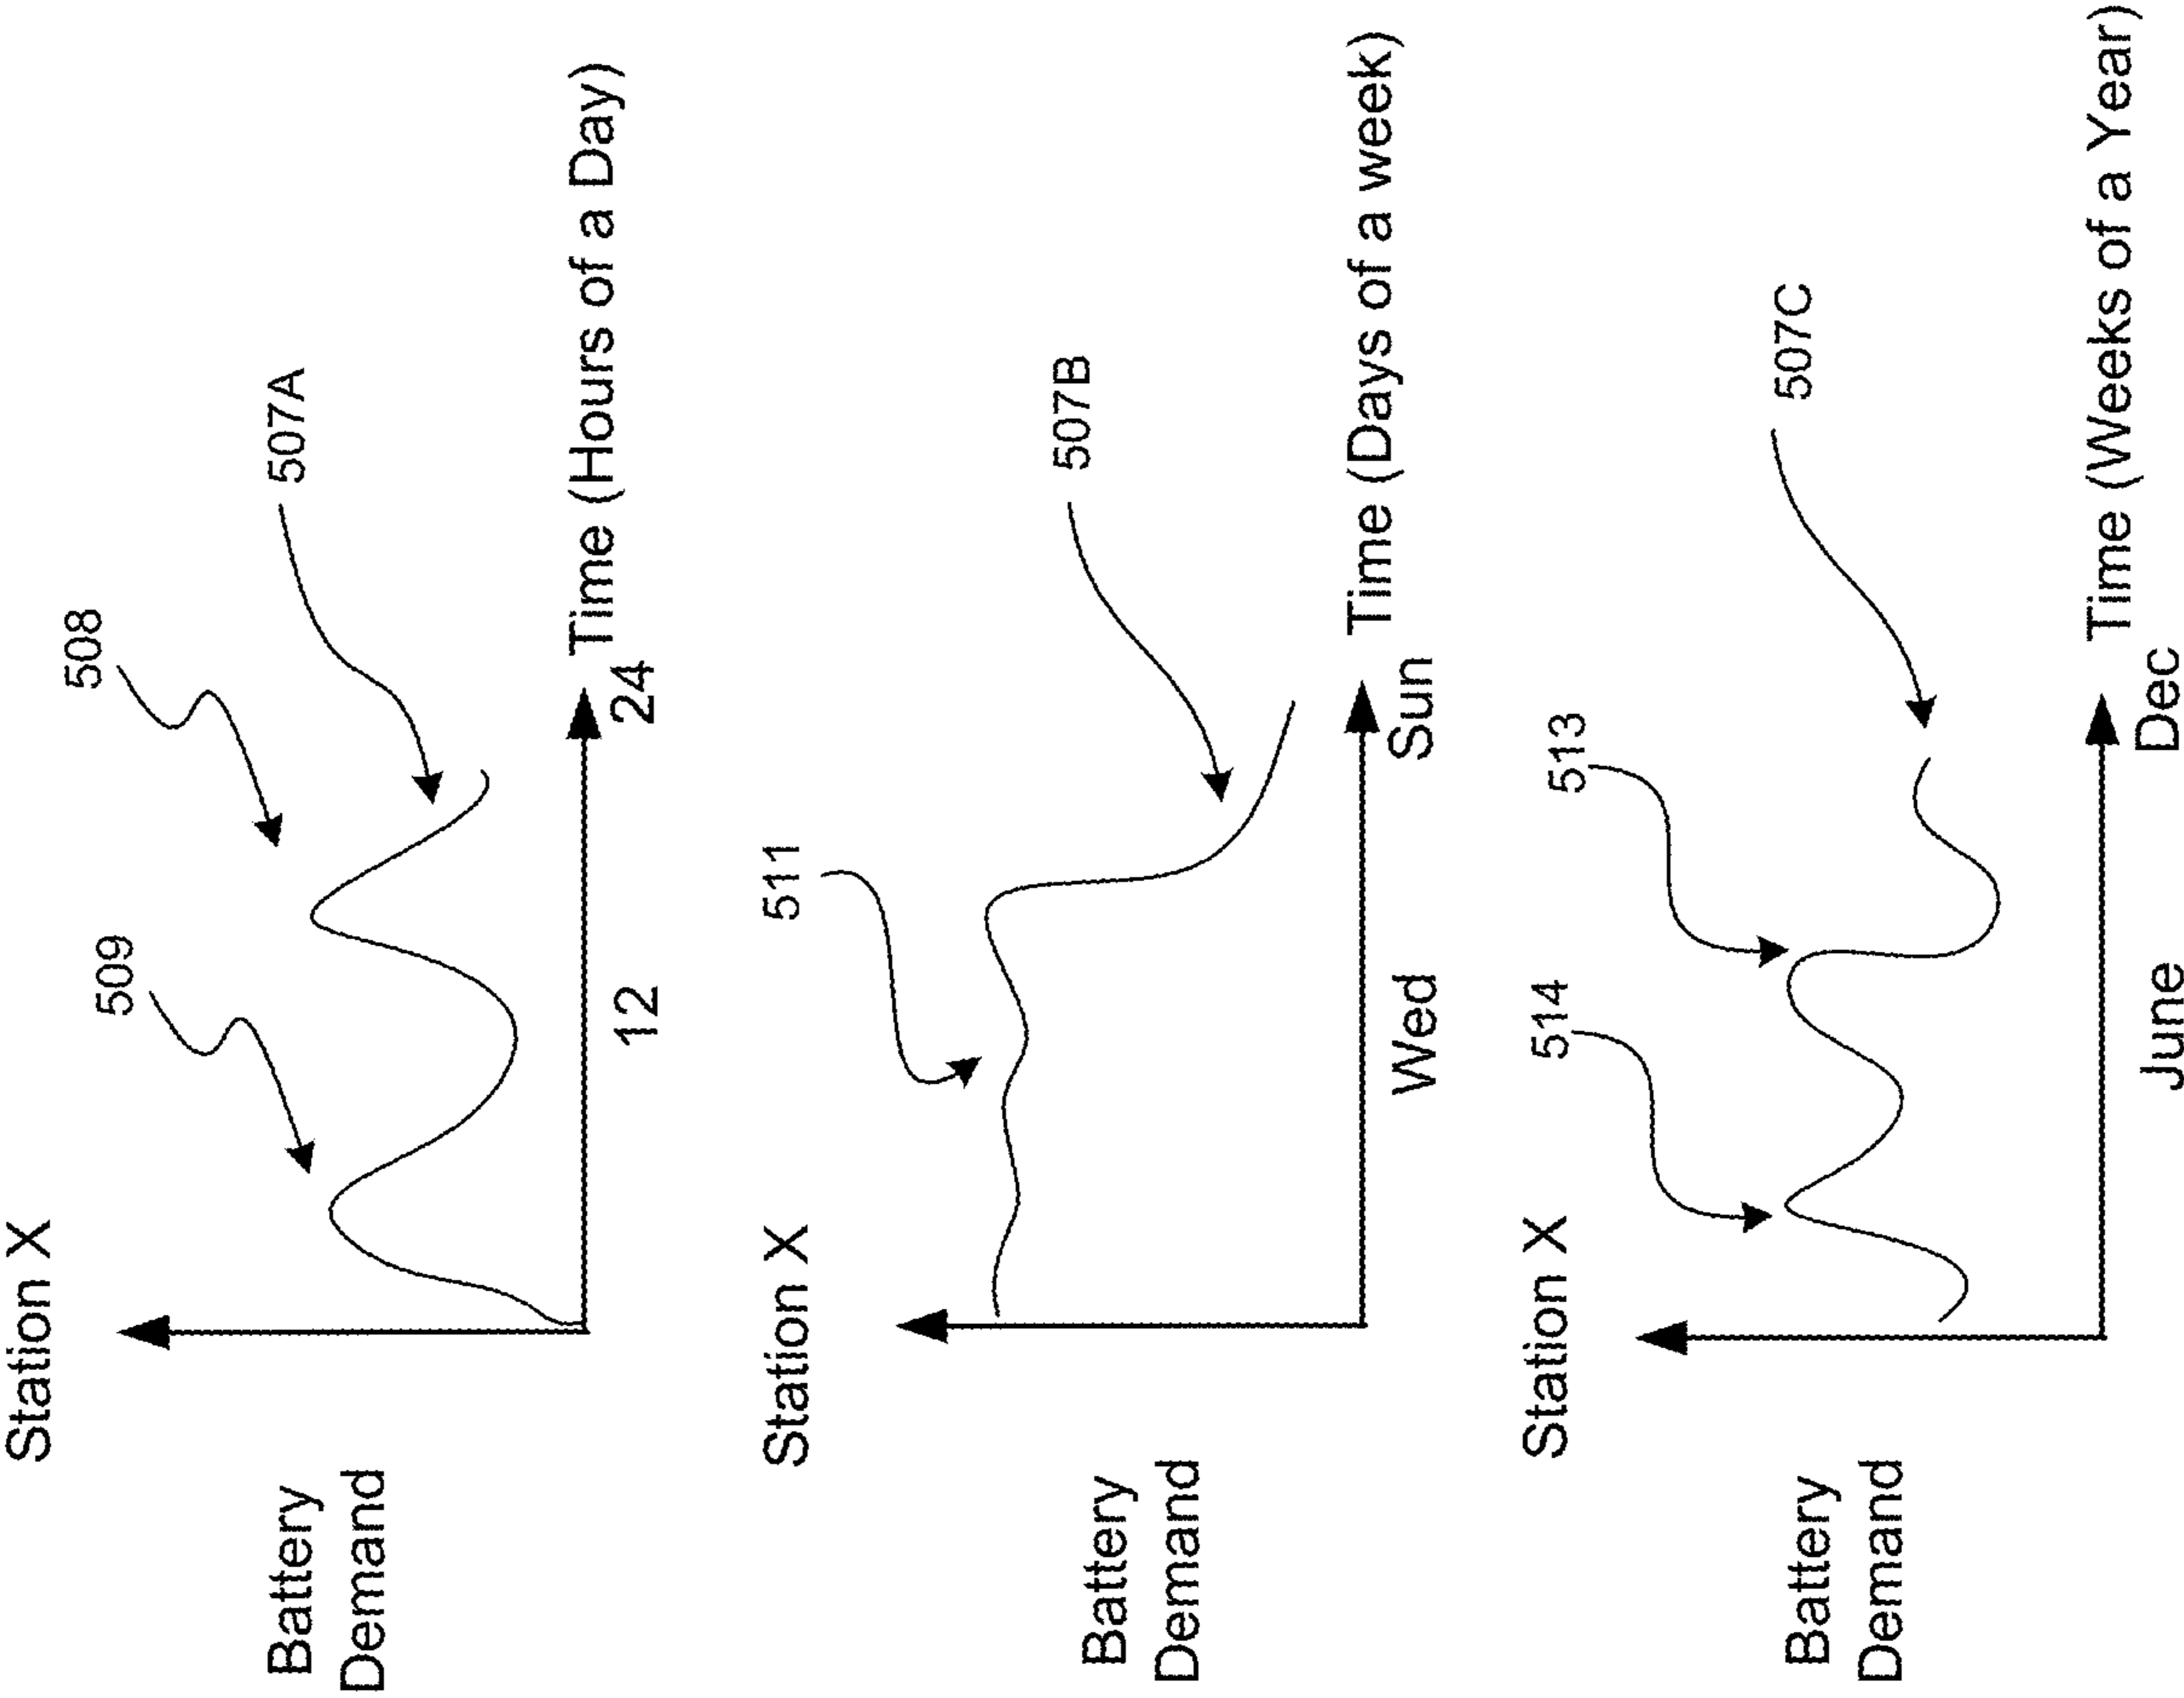 Station X
508
509
507A
Battery
Demand
12
24
Time (Hours of a Day)
Station X
511
507B
Battery
Demand
Wed
Sun
Time (Days of a week)
Station X
513
514
507C
Battery
Demand
June
Dec
Time (Weeks of a Year)